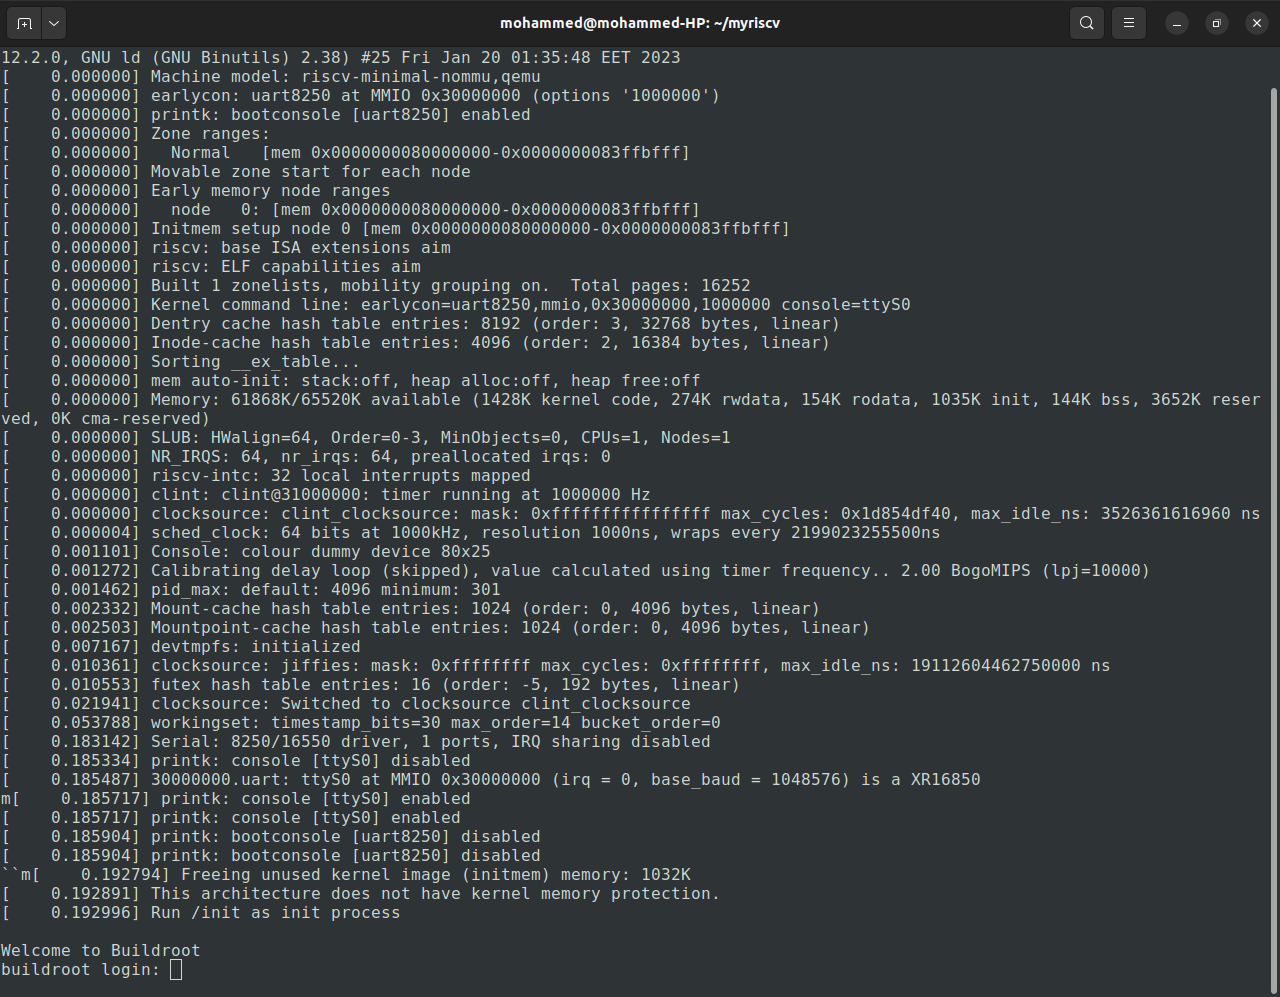 mohammed@mohammed-HP: ~/myriscv
12.2.0, GNU ld (GNU Binutils) 2.38) #25 Fri Jan 20 01:35:48 EET 2023
[    0.000000] Machine model: riscv-minimal-nommu,qemu
[    0.000000] earlycon: uart8250 at MMIO 0x30000000 (options '1000000')
[    0.000000] printk: bootconsole [uart8250] enabled
[    0.000000] Zone ranges:
[    0.000000]   Normal   [mem 0x0000000080000000-0x0000000083ffbfff]
[    0.000000] Movable zone start for each node
[    0.000000] Early memory node ranges
[    0.000000]   node   0: [mem 0x0000000080000000-0x0000000083ffbfff]
[    0.000000] Initmem setup node 0 [mem 0x0000000080000000-0x0000000083ffbfff]
[    0.000000] riscv: base ISA extensions aim
[    0.000000] riscv: ELF capabilities aim
[    0.000000] Built 1 zonelists, mobility grouping on.  Total pages: 16252
[    0.000000] Kernel command line: earlycon=uart8250,mmio,0x30000000,1000000 console=ttyS0
[    0.000000] Dentry cache hash table entries: 8192 (order: 3, 32768 bytes, linear)
[    0.000000] Inode-cache hash table entries: 4096 (order: 2, 16384 bytes, linear)
[    0.000000] Sorting __ex_table...
[    0.000000] mem auto-init: stack:off, heap alloc:off, heap free:off
[    0.000000] Memory: 61868K/65520K available (1428K kernel code, 274K rwdata, 154K rodata, 1035K init, 144K bss, 3652K reser
ved, 0K cma-reserved)
[    0.000000] SLUB: HWalign=64, Order=0-3, MinObjects=0, CPUs=1, Nodes=1
[    0.000000] NR_IRQS: 64, nr_irqs: 64, preallocated irqs: 0
[    0.000000] riscv-intc: 32 local interrupts mapped
[    0.000000] clint: clint@31000000: timer running at 1000000 Hz
[    0.000000] clocksource: clint_clocksource: mask: 0xffffffffffffffff max_cycles: 0x1d854df40, max_idle_ns: 3526361616960 ns
[    0.000004] sched_clock: 64 bits at 1000kHz, resolution 1000ns, wraps every 2199023255500ns
[    0.001101] Console: colour dummy device 80x25
[    0.001272] Calibrating delay loop (skipped), value calculated using timer frequency.. 2.00 BogoMIPS (lpj=10000)
[    0.001462] pid_max: default: 4096 minimum: 301
[    0.002332] Mount-cache hash table entries: 1024 (order: 0, 4096 bytes, linear)
[    0.002503] Mountpoint-cache hash table entries: 1024 (order: 0, 4096 bytes, linear)
[    0.007167] devtmpfs: initialized
[    0.010361] clocksource: jiffies: mask: 0xffffffff max_cycles: 0xffffffff, max_idle_ns: 19112604462750000 ns
[    0.010553] futex hash table entries: 16 (order: -5, 192 bytes, linear)
[    0.021941] clocksource: Switched to clocksource clint_clocksource
[    0.053788] workingset: timestamp_bits=30 max_order=14 bucket_order=0
[    0.183142] Serial: 8250/16550 driver, 1 ports, IRQ sharing disabled
[    0.185334] printk: console [ttyS0] disabled
[    0.185487] 30000000.uart: ttyS0 at MMIO 0x30000000 (irq = 0, base_baud = 1048576) is a XR16850
m[    0.185717] printk: console [ttyS0] enabled
[    0.185717] printk: console [ttyS0] enabled
[    0.185904] printk: bootconsole [uart8250] disabled
[    0.185904] printk: bootconsole [uart8250] disabled
``m[    0.192794] Freeing unused kernel image (initmem) memory: 1032K
[    0.192891] This architecture does not have kernel memory protection.
[    0.192996] Run /init as init process
Welcome to Buildroot
buildroot login: